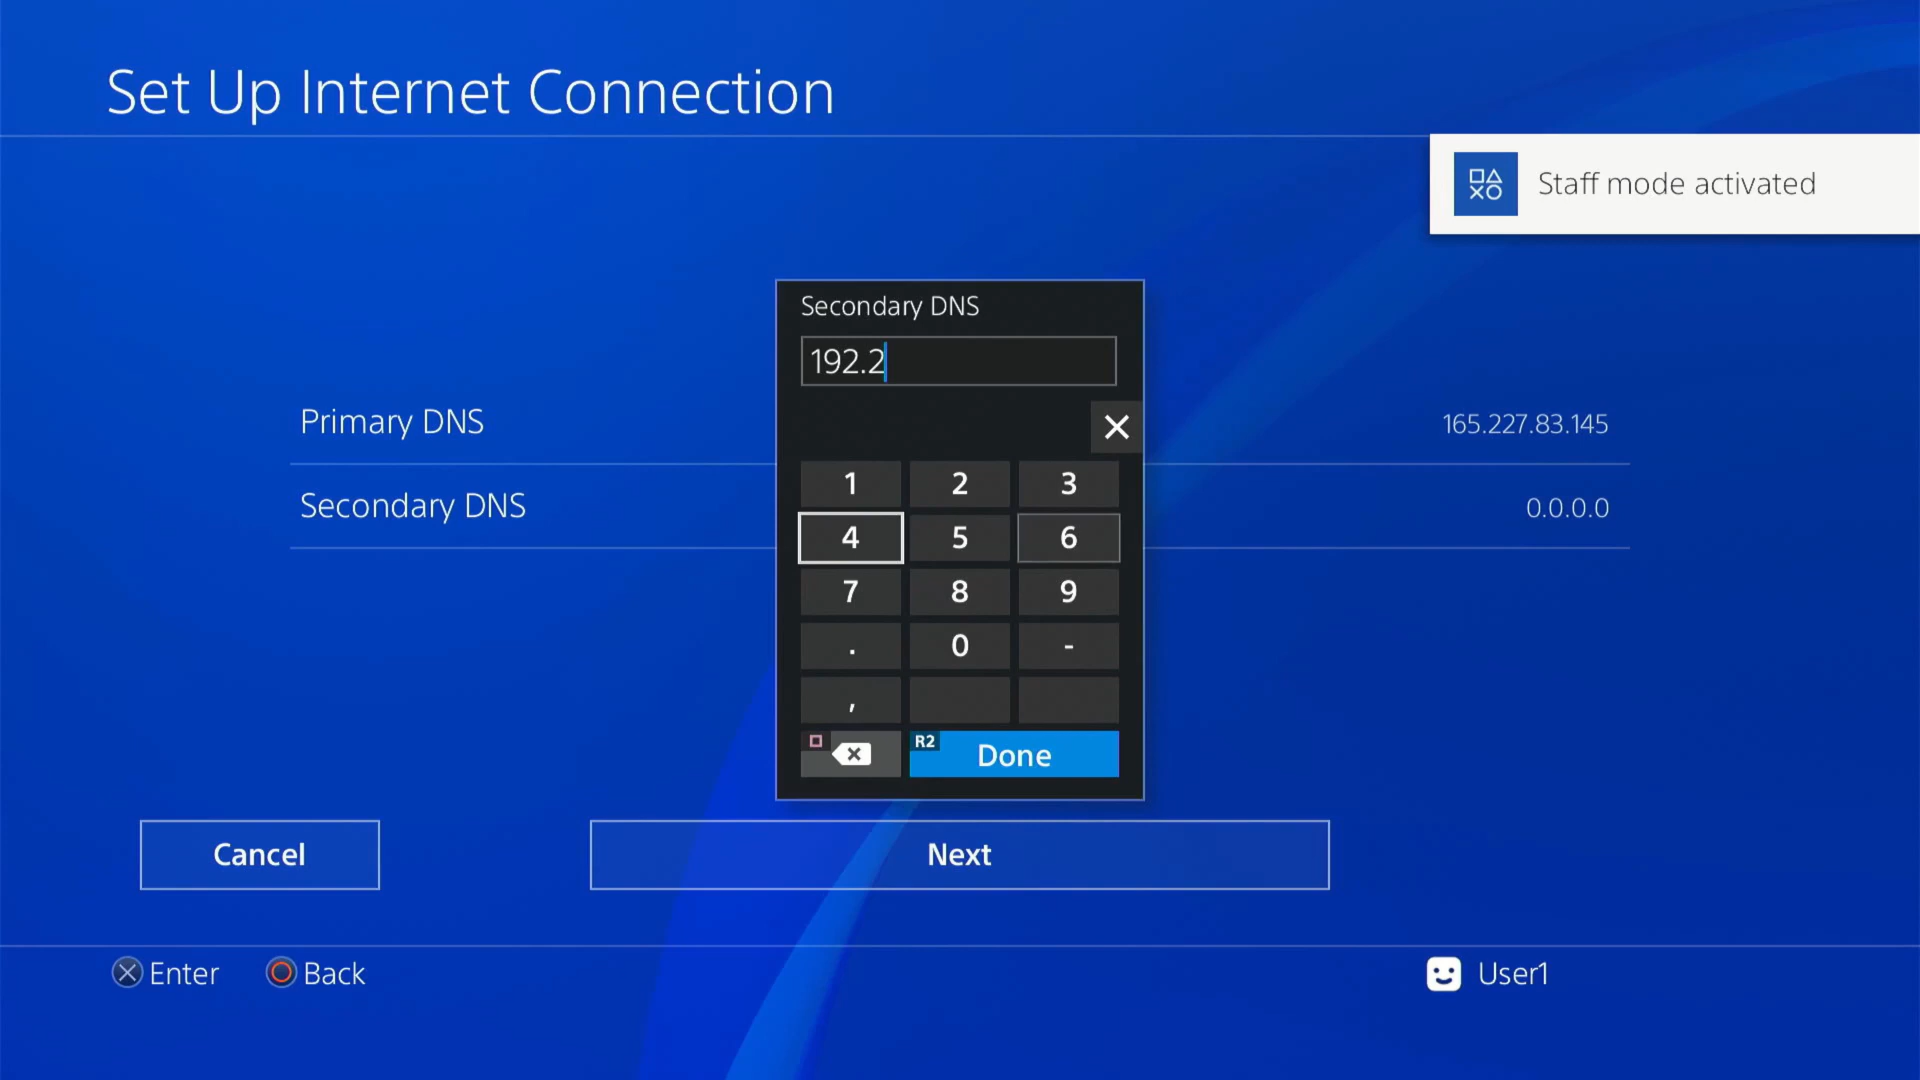 Set Up Internet Connection
Staff mode activated
Secondary DNS
192.2
Primary DNS
165.227.83.145
Secondary DNS
0.0.0.0
1 2 3
4 5 6
7 8 9
. 0 -
,
R2 Done
Cancel
Next
Enter
Back
User1